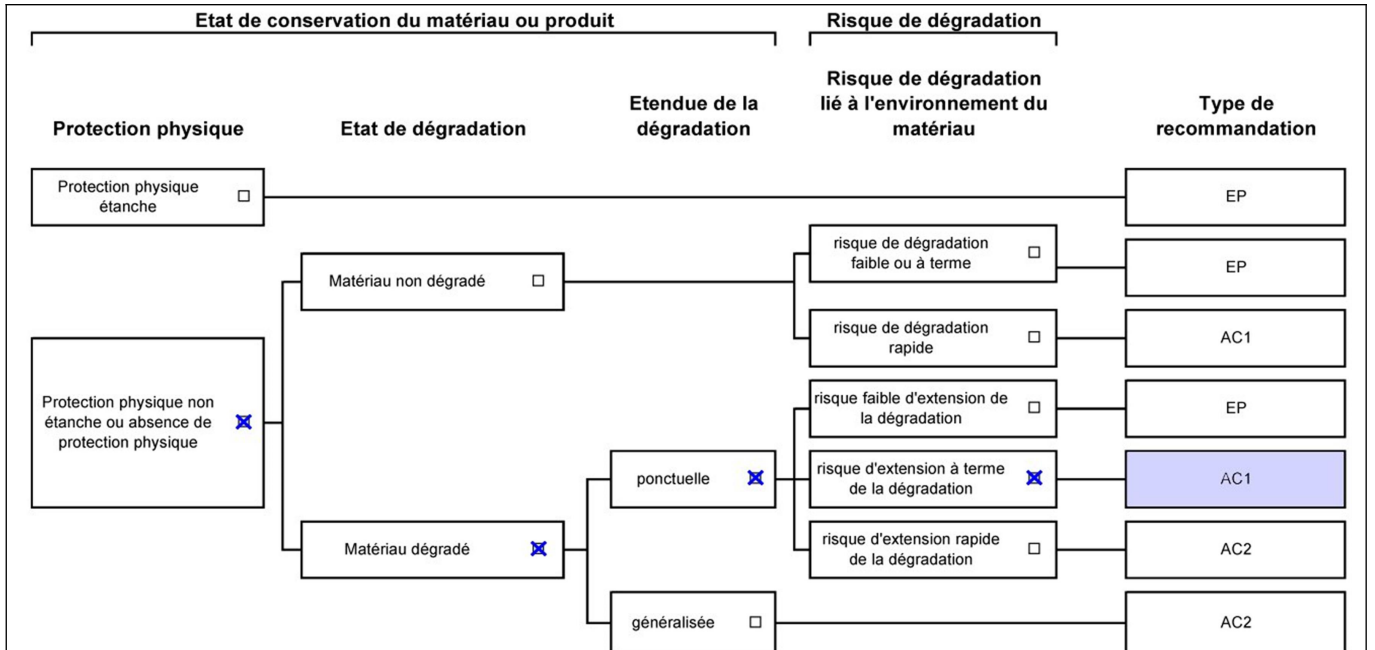 Etat de conservation du matériau ou produit
Risque de dégradation
Protection physique
Etat de dégradation
Etendue de la
dégradation
Risque de dégradation
lié à l'environnement du
matériau
Type de
recommandation
Protection physique
étanche
EP
risque de dégradation
faible ou à terme
EP
Matériau non dégradé
risque de dégradation
rapide
AC1
Protection physique non
étanche ou absence de
protection physique
risque faible d'extension de
la dégradation
EP
ponctuelle
risque d'extension à terme
de la dégradation
AC1
Matériau dégradé
risque d'extension rapide
de la dégradation
AC2
généralisée
AC2